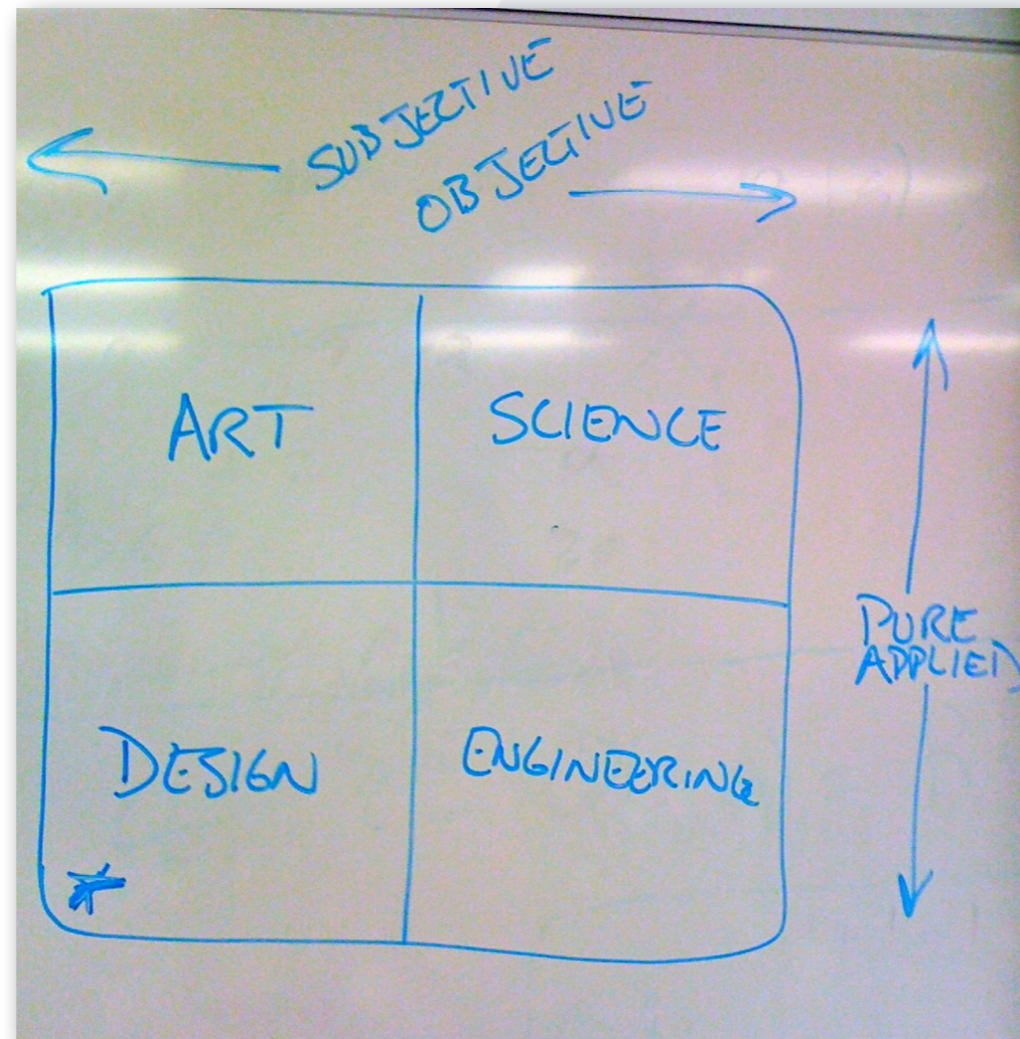 SUBJECTIVE
OBJECTIVE
ART
SCIENCE
PURE
APPLIED
DESIGN
ENGINEERING